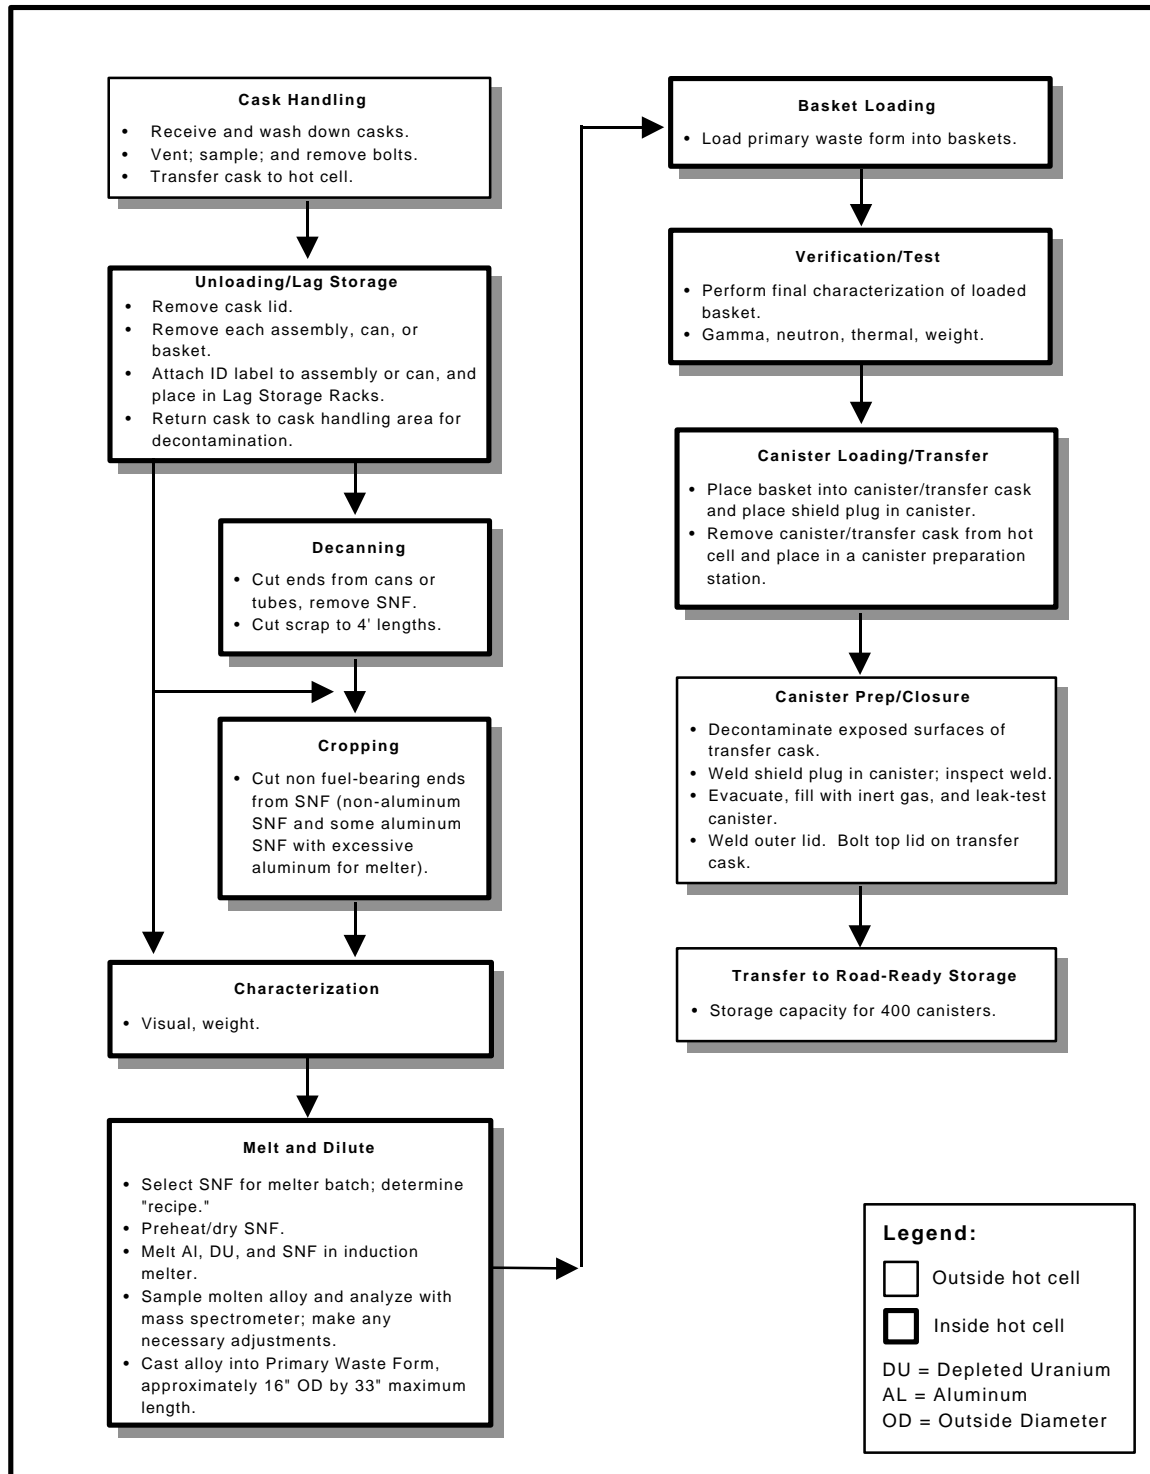 Cask Handling
• Receive and wash down casks.
• Vent; sample; and remove bolts.
• Transfer cask to hot cell.
Unloading/Lag Storage
• Remove cask lid.
• Remove each assembly, can, or
basket.
• Attach ID label to assembly or can, and
place in Lag Storage Racks.
• Return cask to cask handling area for
decontamination.
Decanning
• Cut ends from cans or
tubes, remove SNF.
• Cut scrap to 4' lengths.
Cropping
• Cut non fuel-bearing ends
from SNF (non-aluminum
SNF and some aluminum
SNF with excessive
aluminum for melter).
Characterization
• Visual, weight.
Melt and Dilute
• Select SNF for melter batch; determine
"recipe."
• Preheat/dry SNF.
• Melt Al, DU, and SNF in induction
melter.
• Sample molten alloy and analyze with
mass spectrometer; make any
necessary adjustments.
• Cast alloy into Primary Waste Form,
approximately 16" OD by 33" maximum
length.
Basket Loading
• Load primary waste form into baskets.
Verification/Test
• Perform final characterization of loaded
basket.
• Gamma, neutron, thermal, weight.
Canister Loading/Transfer
• Place basket into canister/transfer cask
and place shield plug in canister.
• Remove canister/transfer cask from hot
cell and place in a canister preparation
station.
Canister Prep/Closure
• Decontaminate exposed surfaces of
transfer cask.
• Weld shield plug in canister; inspect weld.
• Evacuate, fill with inert gas, and leak-test
canister.
• Weld outer lid. Bolt top lid on transfer
cask.
Transfer to Road-Ready Storage
• Storage capacity for 400 canisters.
Legend:
Outside hot cell
Inside hot cell
DU = Depleted Uranium
AL = Aluminum
OD = Outside Diameter